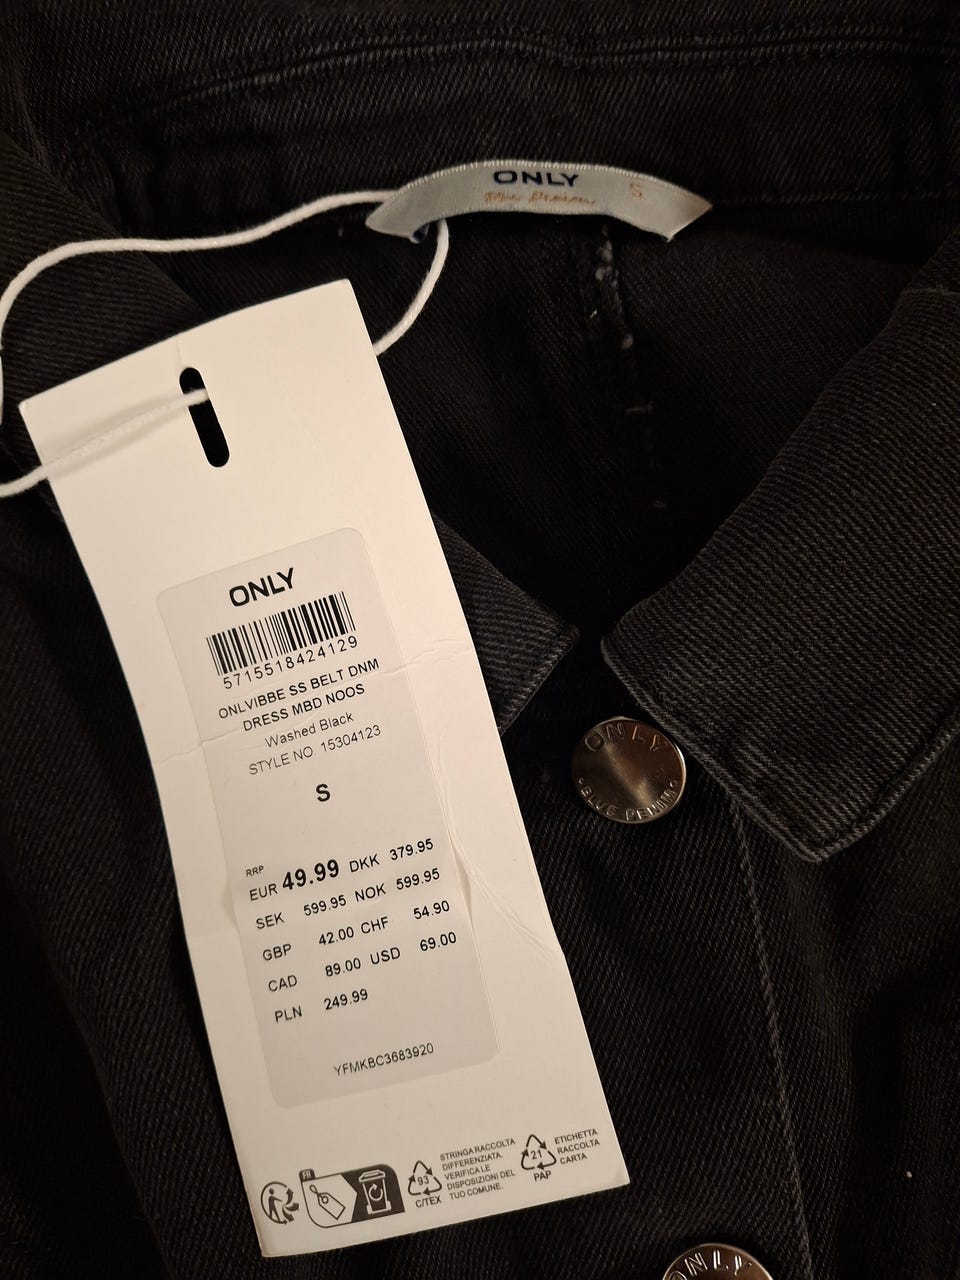 ONLY
Blue Denim
S
ONLY
5715518424129
ONLVIBBE SS BELT DNM
DRESS MBD NOOS
Washed Black
STYLE NO. 15304123
S
RRP
EUR 49.99 DKK 379.95
SEK 599.95 NOK 599.95
GBP 42.00 CHF 54.90
CAD 89.00 USD 69.00
PLN 249.99
YFMKBC3683920
FR
93
C/TEX
STRINGA RACCOLTA
DIFFERENZIATA.
VERIFICA LE
DISPOSIZIONI DEL
TUO COMUNE.
21
PAP
ETICHETTA
RACCOLTA
CARTA
ONLY
BLUE DENIM
ONLY